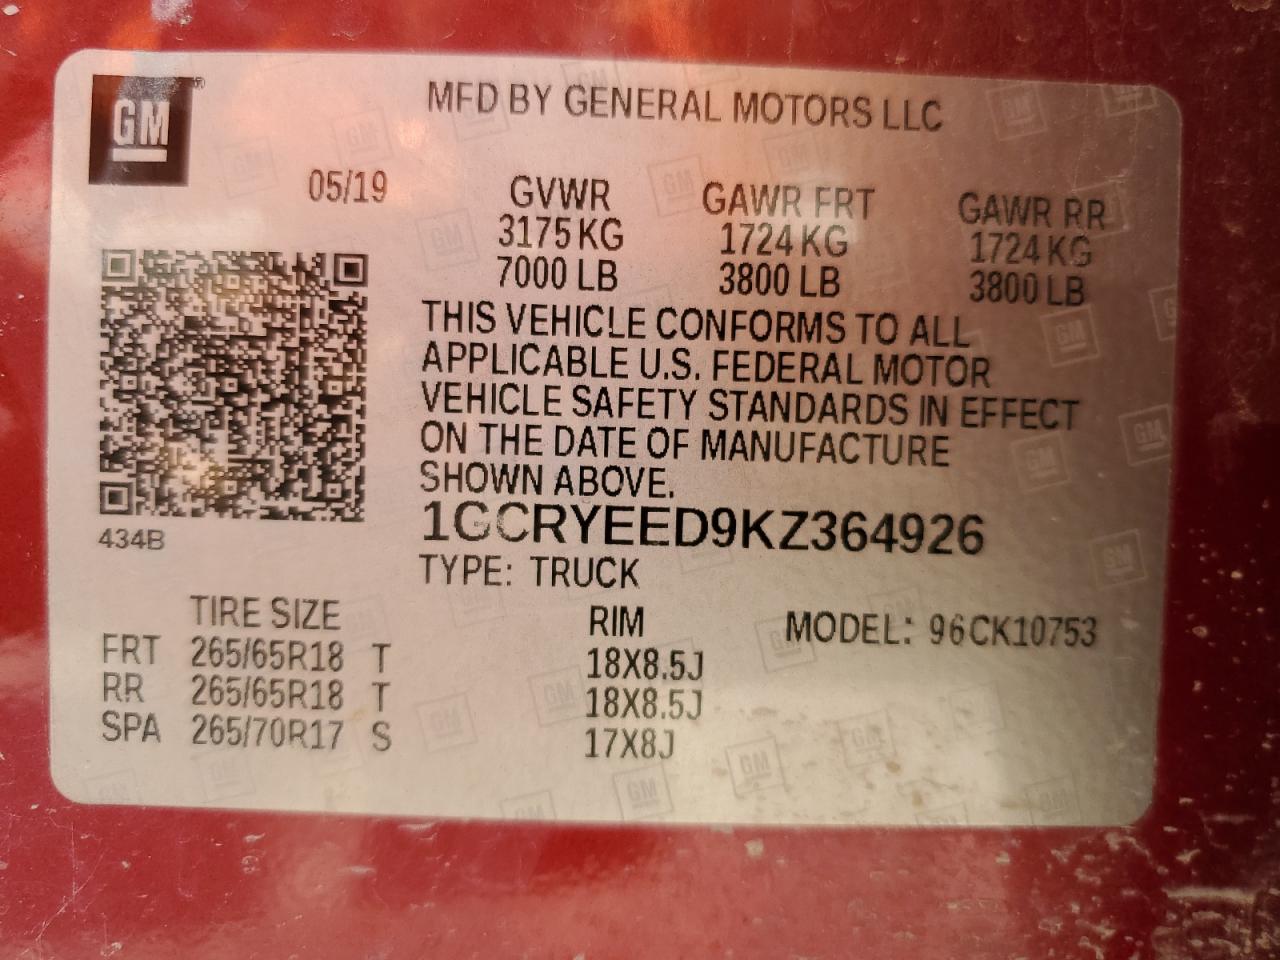 GM
MFD BY GENERAL MOTORS LLC
05/19
GVWR GAWR FRT GAWR RR
3175 KG 1724 KG 1724 KG
7000 LB 3800 LB 3800 LB
THIS VEHICLE CONFORMS TO ALL
APPLICABLE U.S. FEDERAL MOTOR
VEHICLE SAFETY STANDARDS IN EFFECT
ON THE DATE OF MANUFACTURE
SHOWN ABOVE.
434B
1GCRYEED9KZ364926
TYPE: TRUCK
TIRE SIZE RIM MODEL: 96CK10753
FRT 265/65R18 T 18X8.5J
RR 265/65R18 T 18X8.5J
SPA 265/70R17 S 17X8J